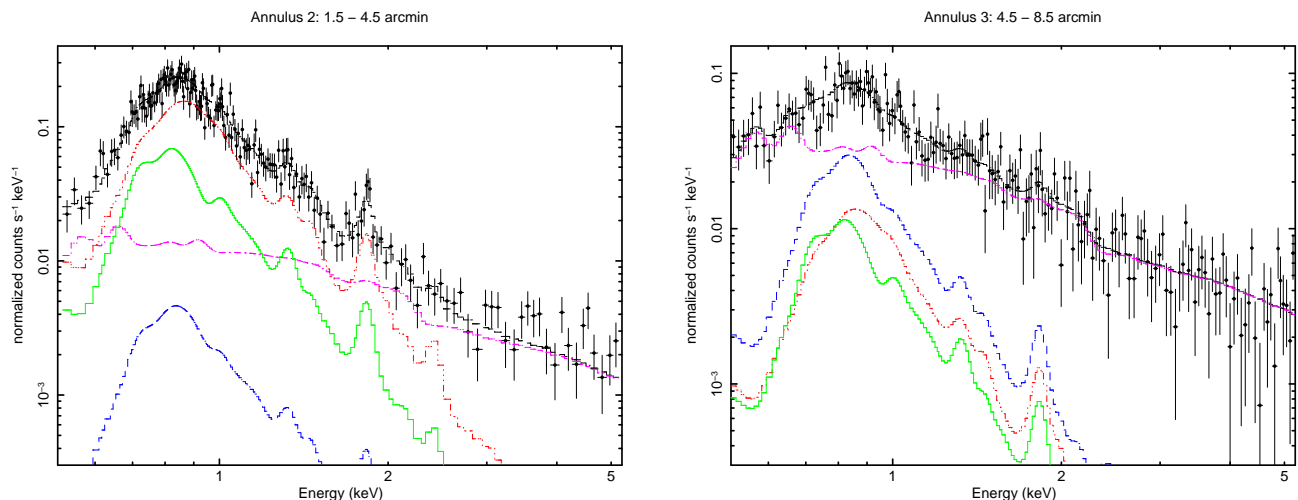 Annulus 2: 1.5 − 4.5 arcmin
normalized counts s⁻¹ keV⁻¹
0.1
0.01
10⁻³
1
2
5
Energy (keV)
Annulus 3: 4.5 − 8.5 arcmin
normalized counts s⁻¹ keV⁻¹
0.1
0.01
10⁻³
1
2
5
Energy (keV)